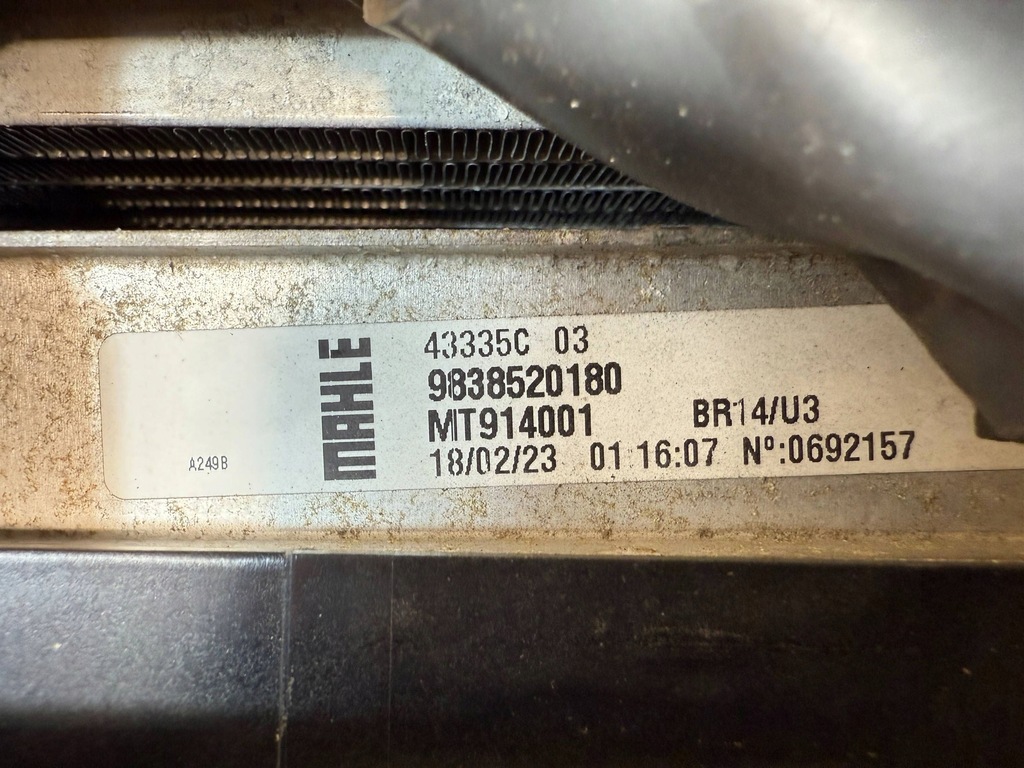 MAHLE
43335C 03
9838520180
MT914001 BR14/U3
18/02/23 01 16:07 Nº:0692157
A249B